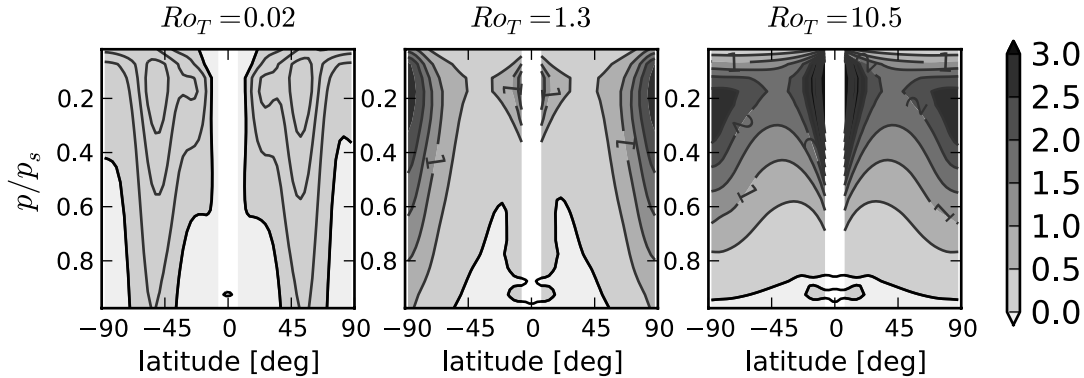 Ro_T = 0.02 Ro_T = 1.3 Ro_T = 10.5
p/p_s
0.2 0.4 0.6 0.8
0.2 0.4 0.6 0.8
0.2 0.4 0.6 0.8
1 1 1 1
1 1 2 2 1 1
−90 −45 0 45 90
−90 −45 0 45 90
−90 −45 0 45 90
latitude [deg] latitude [deg] latitude [deg]
3.0
2.5
2.0
1.5
1.0
0.5
0.0